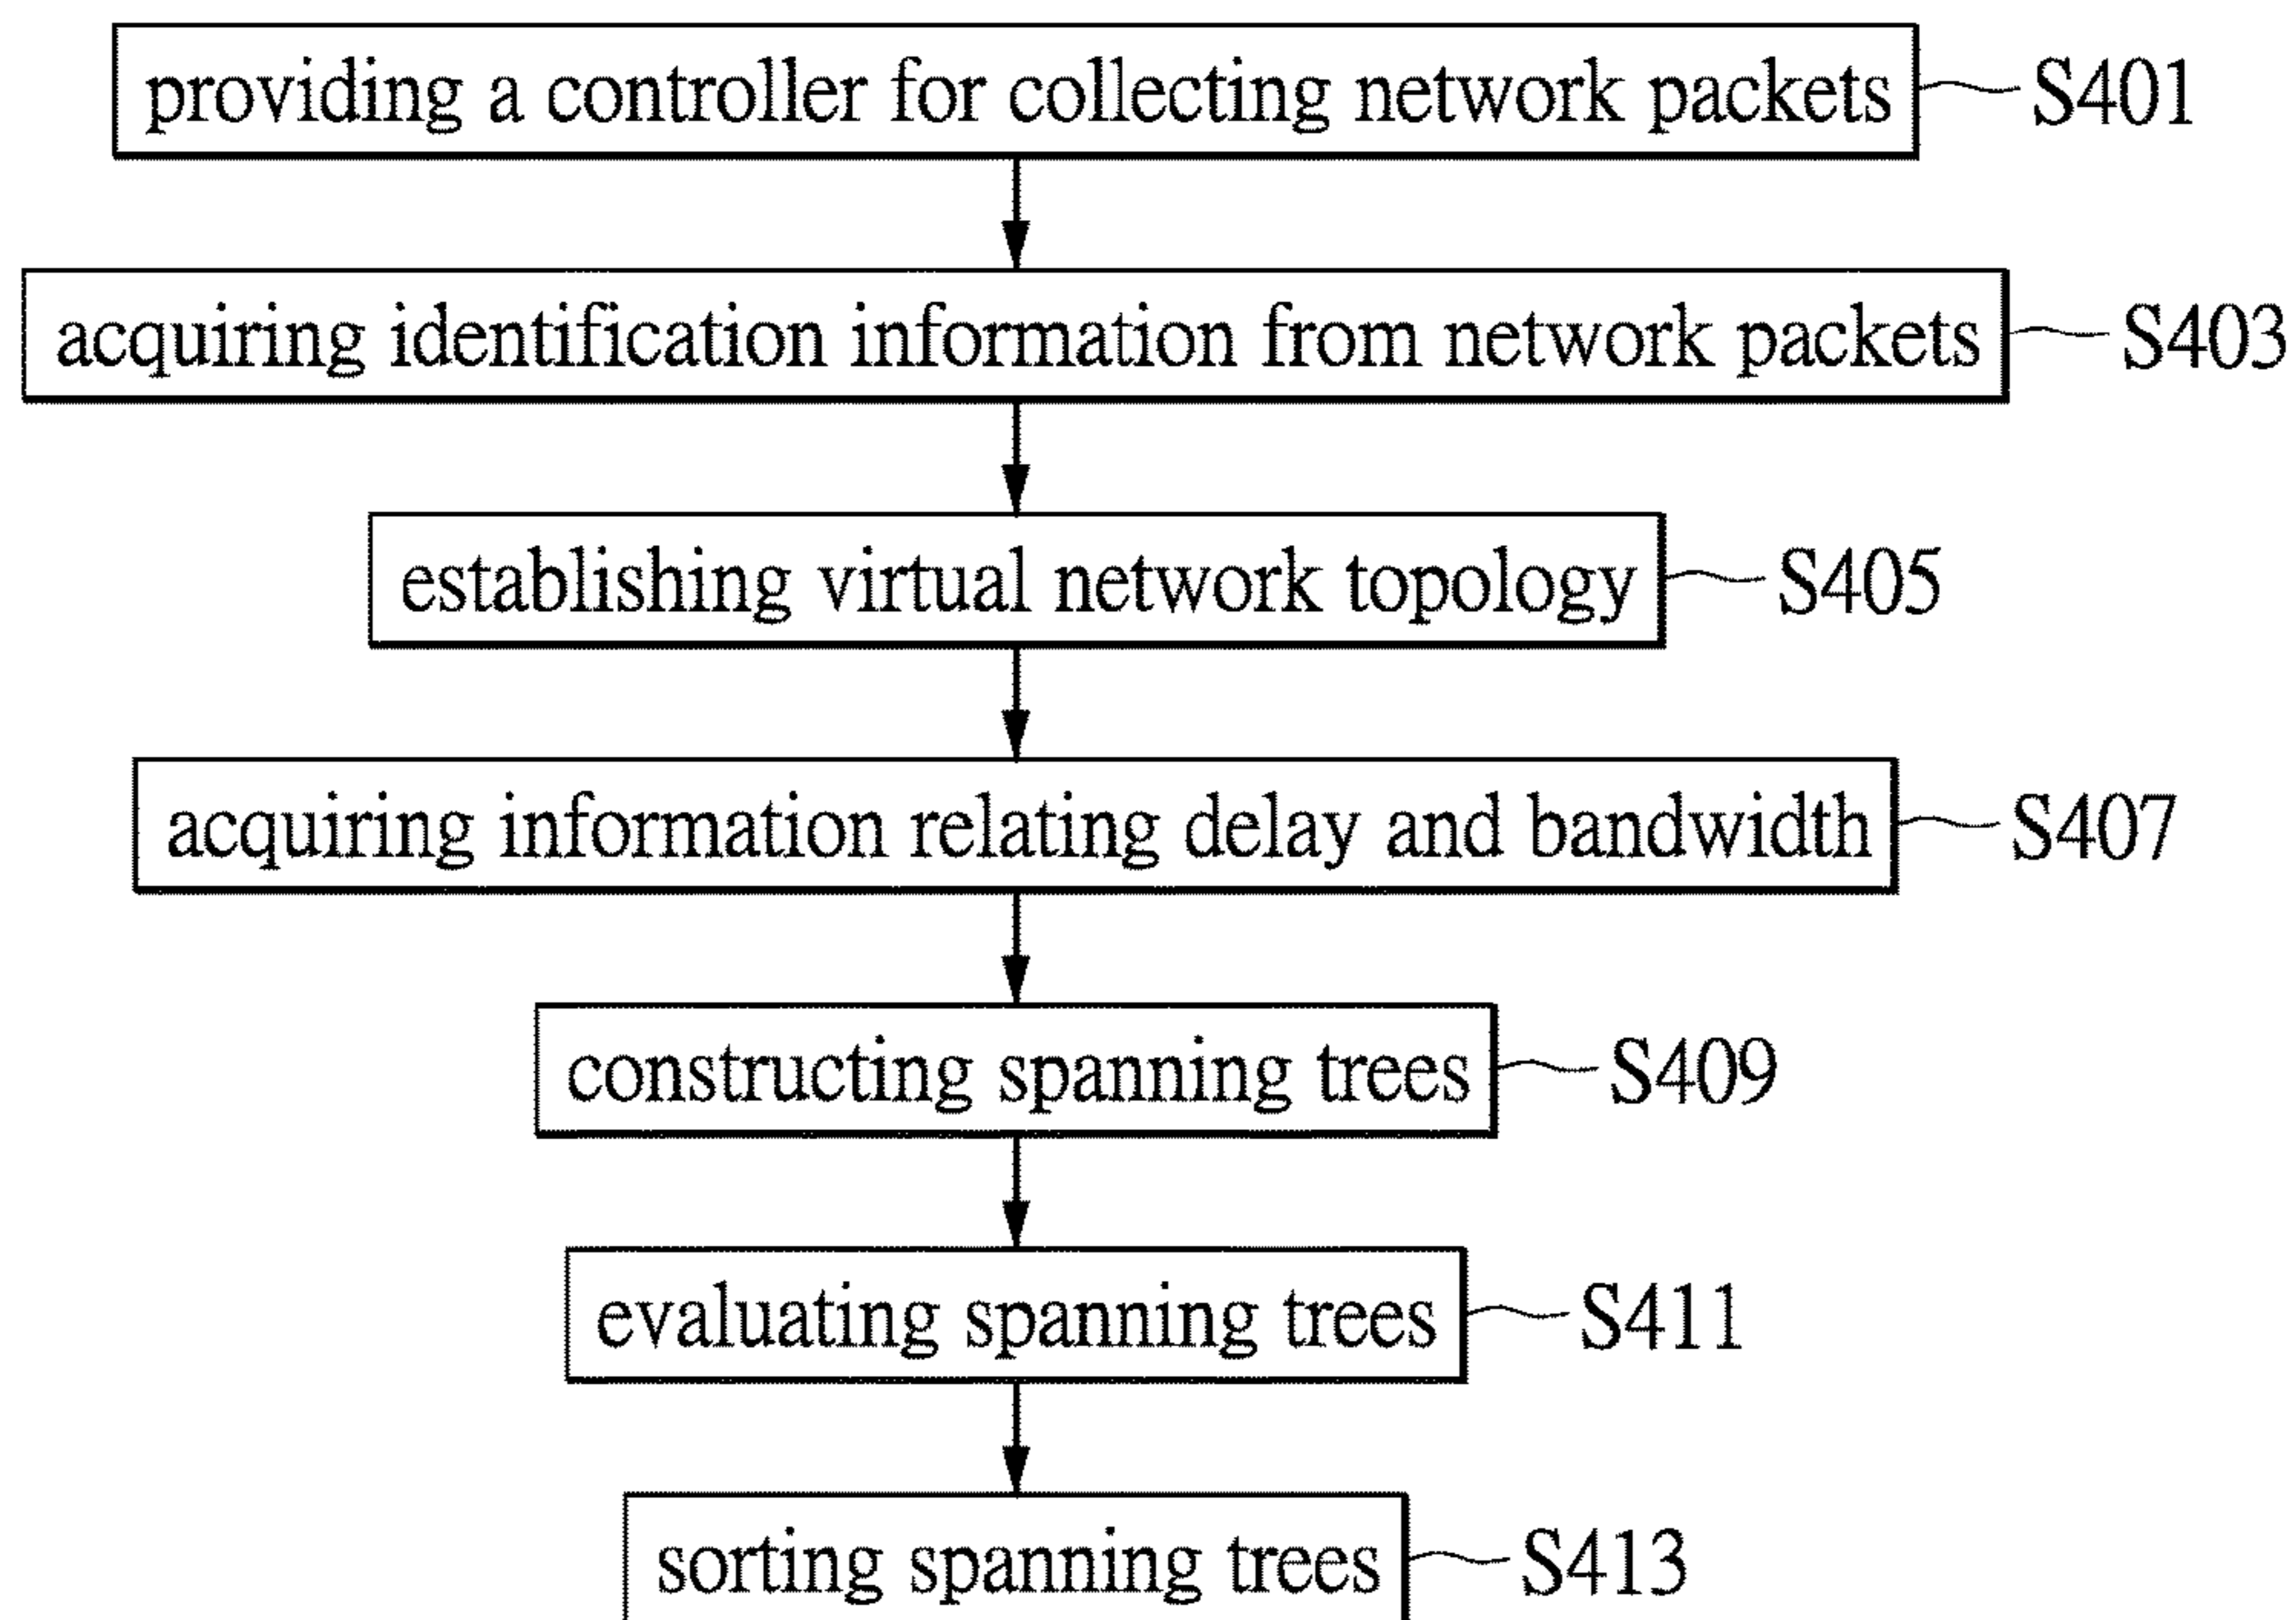 providing a controller for collecting network packets S401
acquiring identification information from network packets S403
establishing virtual network topology S405
acquiring information relating delay and bandwidth S407
constructing spanning trees S409
evaluating spanning trees S411
sorting spanning trees S413